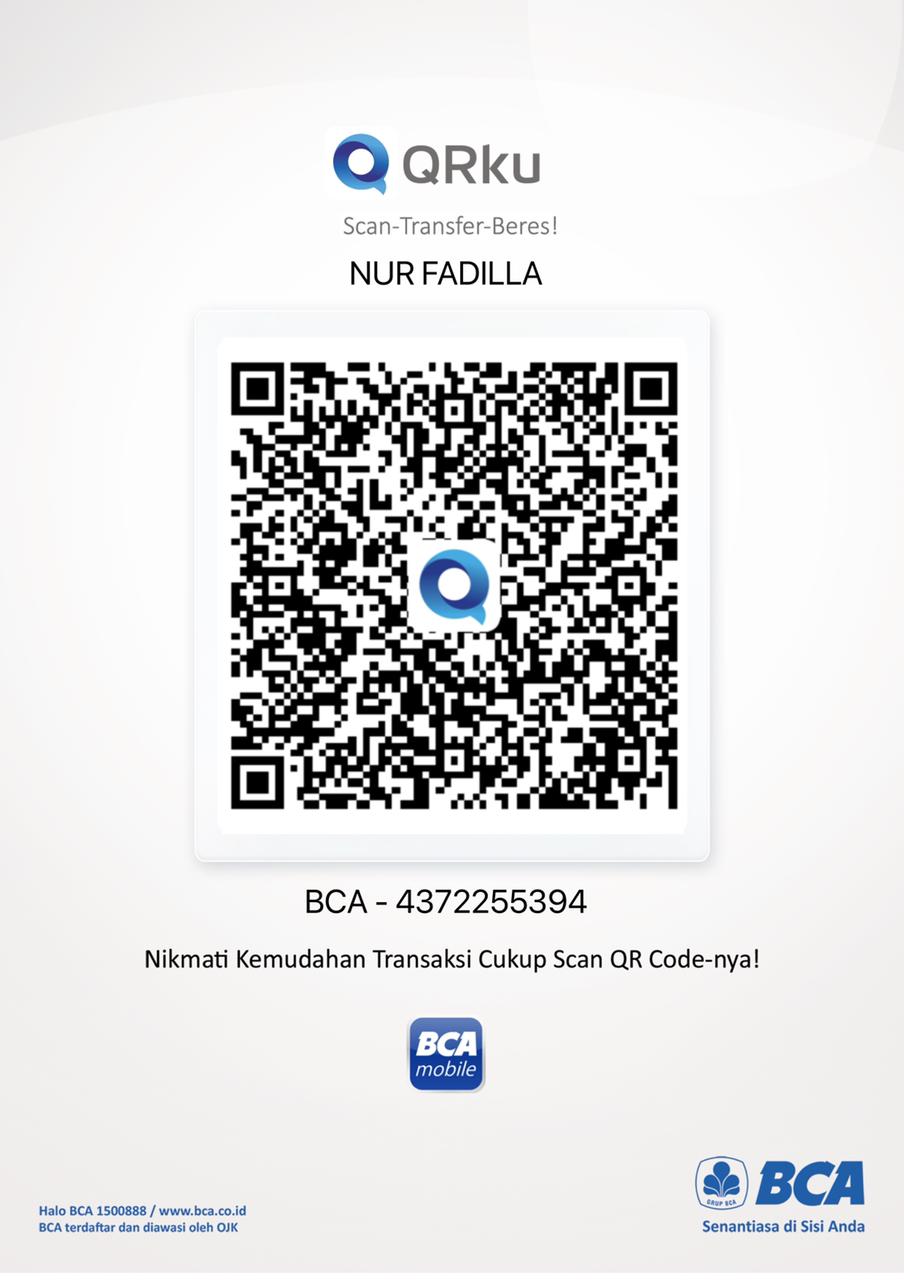 QRku
Scan-Transfer-Beres!
NUR FADILLA
BCA - 4372255394
Nikmati Kemudahan Transaksi Cukup Scan QR Code-nya!
BCA
mobile
GRUP BCA
BCA
Senantiasa di Sisi Anda
Halo BCA 1500888 / www.bca.co.id
BCA terdaftar dan diawasi oleh OJK